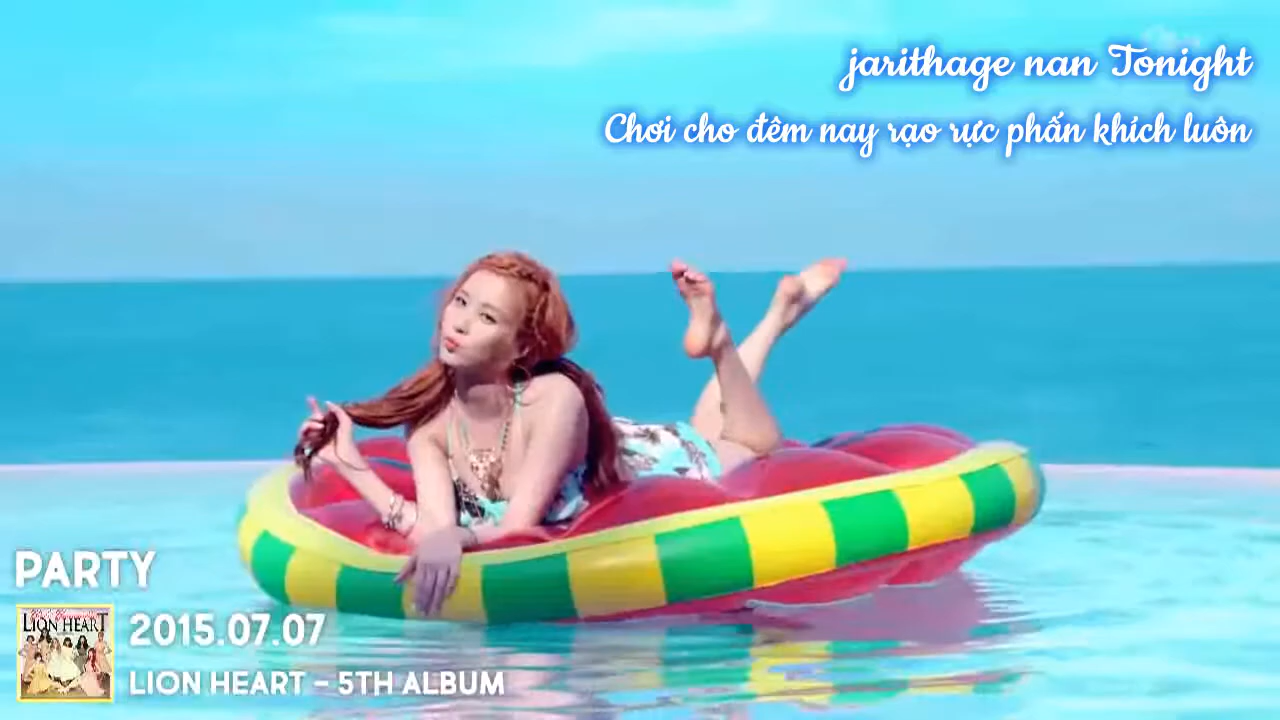 jarithage nan Tonight
Chơi cho đêm nay rạo rực phấn khích luôn
PARTY
LION HEART
2015.07.07
LION HEART - 5TH ALBUM